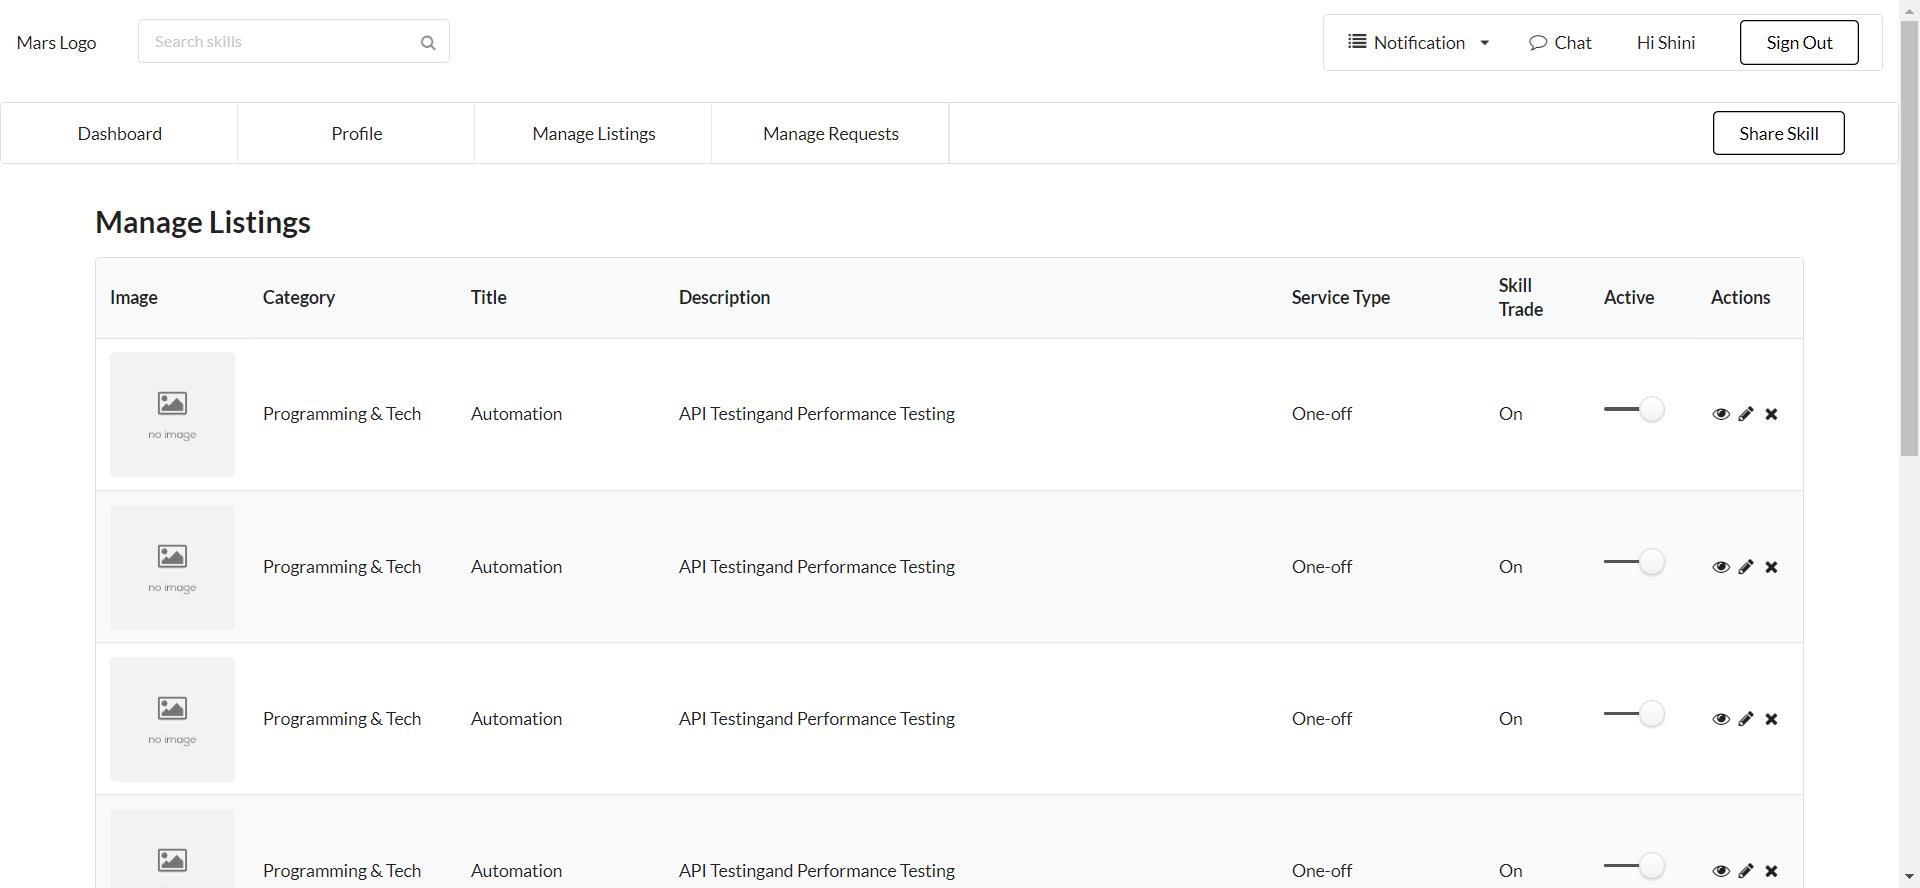 Mars Logo Search skills Notification Chat Hi Shini Sign Out
Dashboard Profile Manage Listings Manage Requests Share Skill
Manage Listings
Image Category Title Description Service Type Skill Trade Active Actions
no image Programming & Tech Automation API Testingand Performance Testing One-off On
no image Programming & Tech Automation API Testingand Performance Testing One-off On
no image Programming & Tech Automation API Testingand Performance Testing One-off On
Programming & Tech Automation API Testingand Performance Testing One-off On